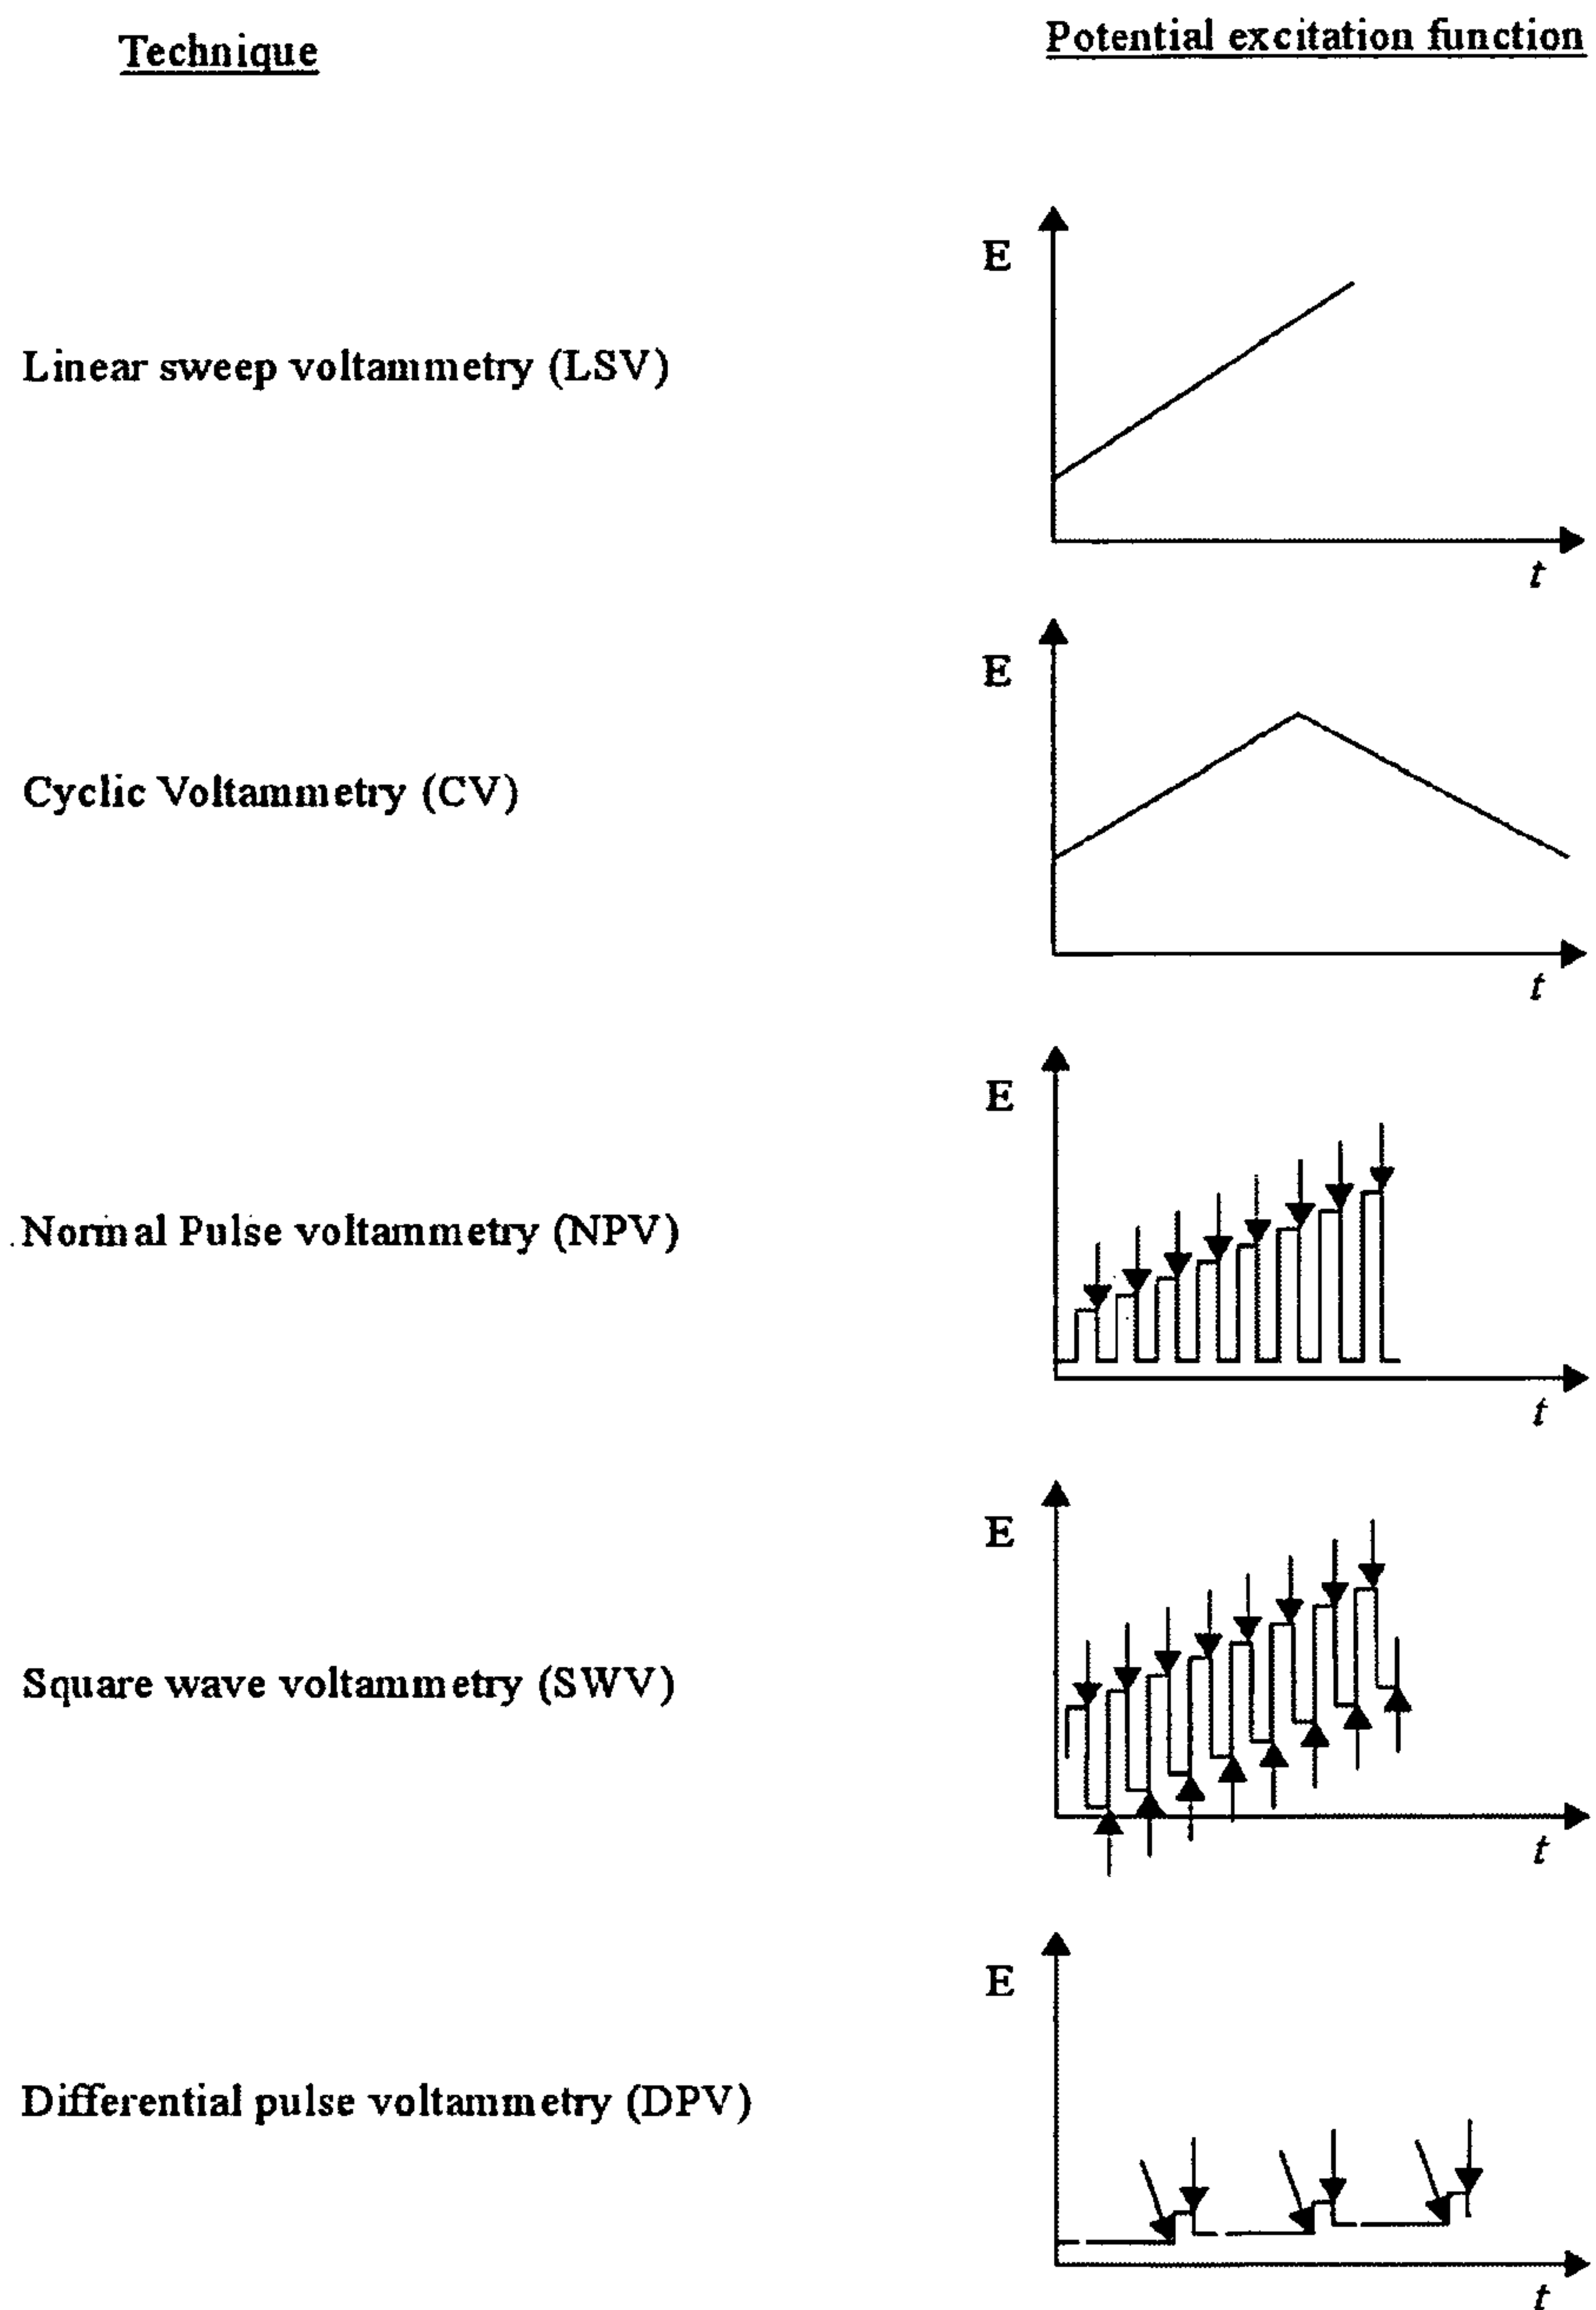 Technique
Potential excitation function
E
Linear sweep voltammetry (LSV)
t
E
Cyclic Voltammetry (CV)
t
E
Normal Pulse voltammetry (NPV)
t
E
Square wave voltammetry (SWV)
t
E
Differential pulse voltammetry (DPV)
t